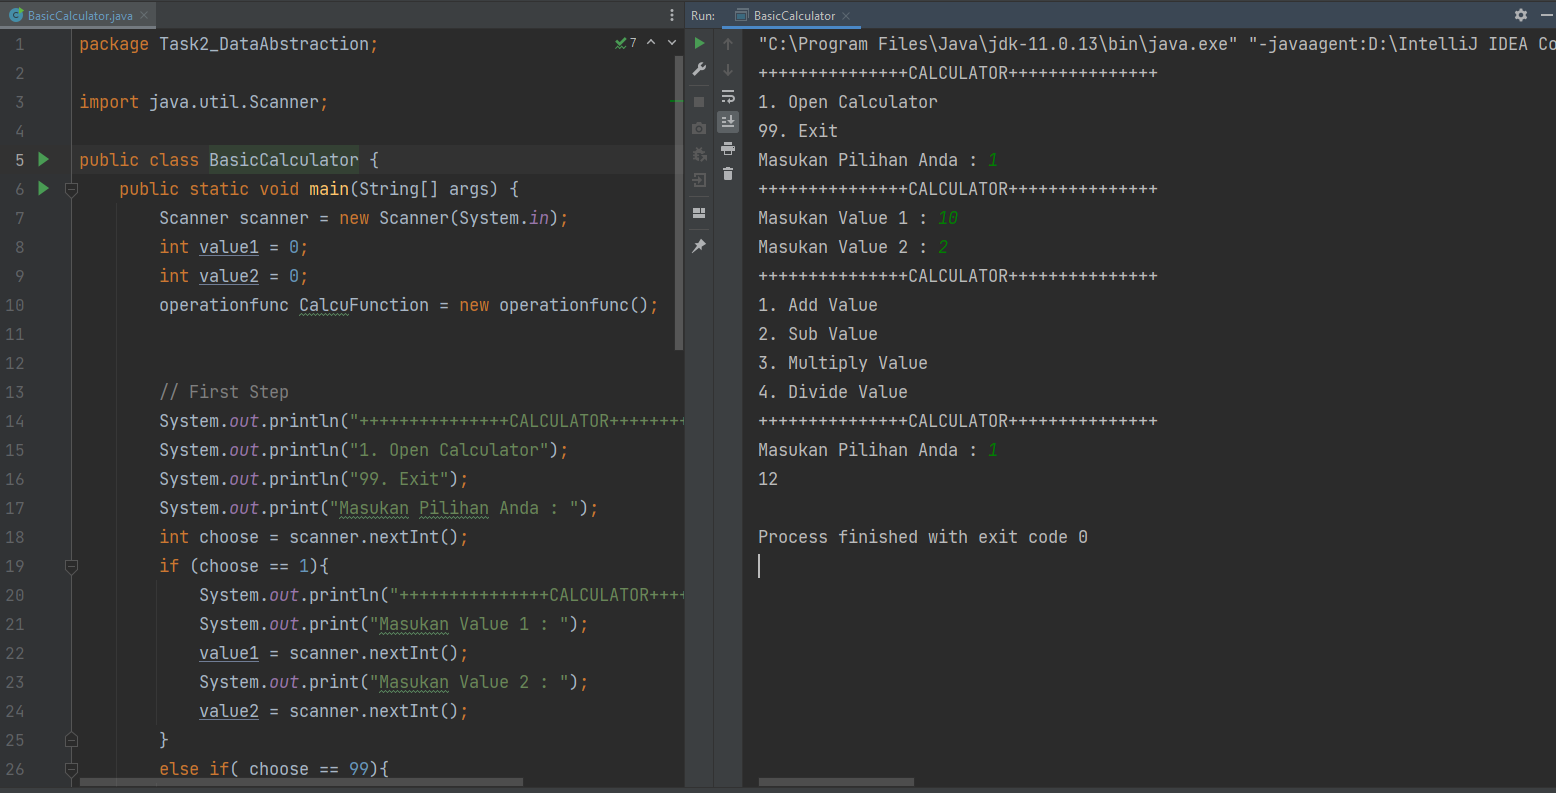 BasicCalculator.java
1 package Task2_DataAbstraction;
2
3 import java.util.Scanner;
4
5 public class BasicCalculator {
6 public static void main(String[] args) {
7 Scanner scanner = new Scanner(System.in);
8 int value1 = 0;
9 int value2 = 0;
10 operationfunc CalcuFunction = new operationfunc();
11
12
13 // First Step
14 System.out.println("+++++++++++++++CALCULATOR++++++++
15 System.out.println("1. Open Calculator");
16 System.out.println("99. Exit");
17 System.out.print("Masukan Pilihan Anda : ");
18 int choose = scanner.nextInt();
19 if (choose == 1){
20 System.out.println("+++++++++++++++CALCULATOR++++
21 System.out.print("Masukan Value 1 : ");
22 value1 = scanner.nextInt();
23 System.out.print("Masukan Value 2 : ");
24 value2 = scanner.nextInt();
25 }
26 else if( choose == 99){
7
Run: BasicCalculator
"C:\Program Files\Java\jdk-11.0.13\bin\java.exe" "-javaagent:D:\IntelliJ IDEA Co
+++++++++++++++CALCULATOR+++++++++++++++
1. Open Calculator
99. Exit
Masukan Pilihan Anda : 1
+++++++++++++++CALCULATOR+++++++++++++++
Masukan Value 1 : 10
Masukan Value 2 : 2
+++++++++++++++CALCULATOR+++++++++++++++
1. Add Value
2. Sub Value
3. Multiply Value
4. Divide Value
+++++++++++++++CALCULATOR+++++++++++++++
Masukan Pilihan Anda : 1
12
Process finished with exit code 0